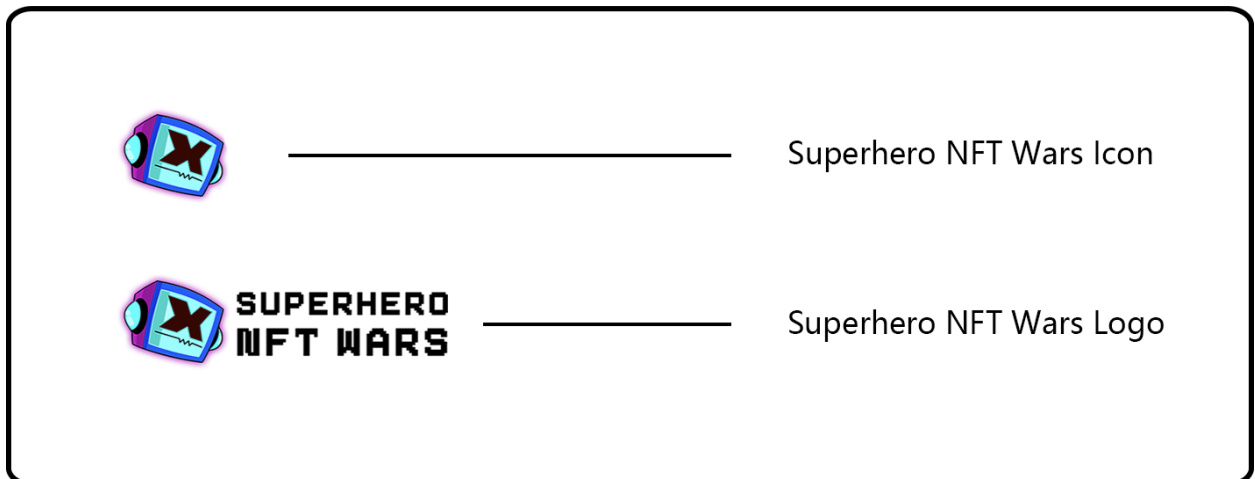 X
Superhero NFT Wars Icon
X
SUPERHERO
NFT WARS
Superhero NFT Wars Logo